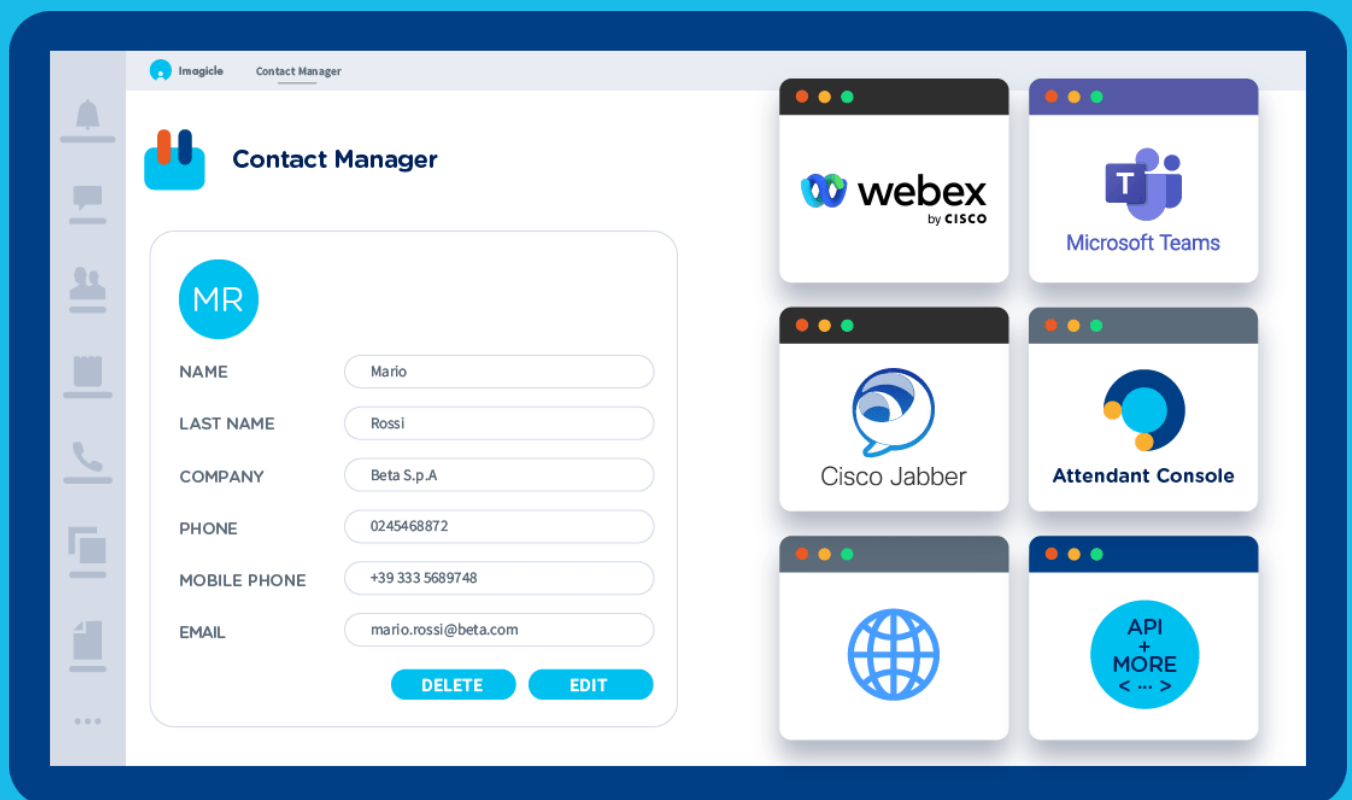 Imagicle Contact Manager
Contact Manager
MR
NAME Mario
LAST NAME Rossi
COMPANY Beta S.p.A
PHONE 0245468872
MOBILE PHONE +39 333 5689748
EMAIL mario.rossi@beta.com
DELETE EDIT
webex
by CISCO
T
Microsoft Teams
Cisco Jabber
Attendant Console
API
+
MORE
< ... >